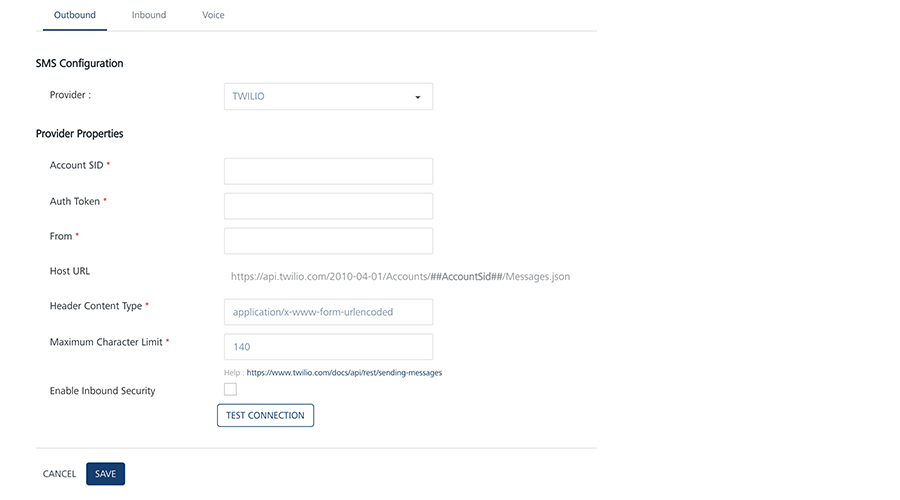 Outbound Inbound Voice
SMS Configuration
Provider : TWILIO
Provider Properties
Account SID *
Auth Token *
From *
Host URL https://api.twilio.com/2010-04-01/Accounts/##AccountSid##/Messages.json
Header Content Type * application/x-www-form-urlencoded
Maximum Character Limit * 140
Help : https://www.twilio.com/docs/api/rest/sending-messages
Enable Inbound Security
TEST CONNECTION
CANCEL SAVE